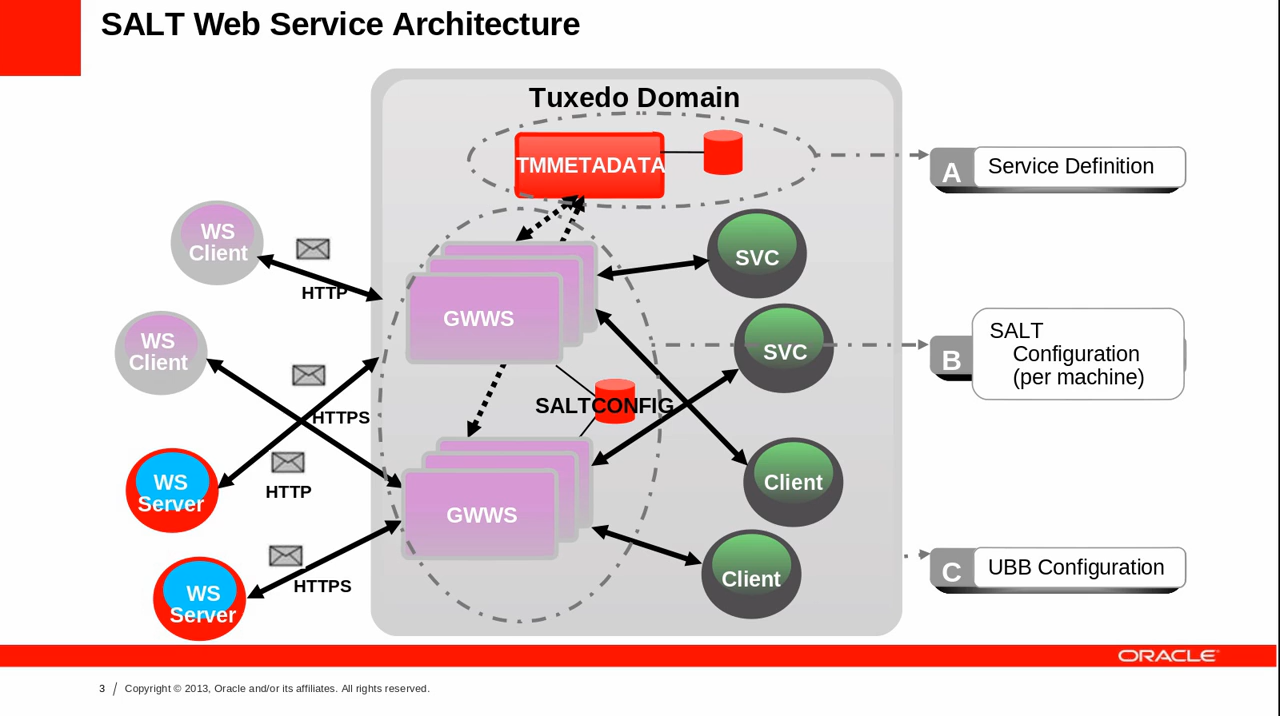 SALT Web Service Architecture
Tuxedo Domain
TMMETADATA
A
Service Definition
WS
Client
HTTP
SVC
GWWS
WS
Client
SVC
B
SALT
Configuration
(per machine)
HTTPS
SALTCONFIG
WS
Server
HTTP
Client
GWWS
WS
Server
HTTPS
Client
C
UBB Configuration
ORACLE
3 / Copyright © 2013, Oracle and/or its affiliates. All rights reserved.